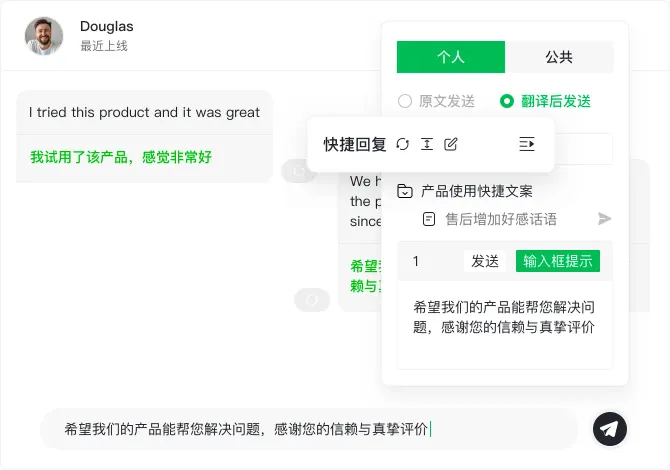 Douglas
最近上线
I tried this product and it was great
我试用了该产品，感觉非常好
We h
the p
since
希望我
赖与真
个人
公共
原文发送
翻译后发送
快捷回复
产品使用快捷文案
售后增加好感话语
1
发送
输入框提示
希望我们的产品能帮您解决问
题，感谢您的信赖与真挚评价
希望我们的产品能帮您解决问题，感谢您的信赖与真挚评价